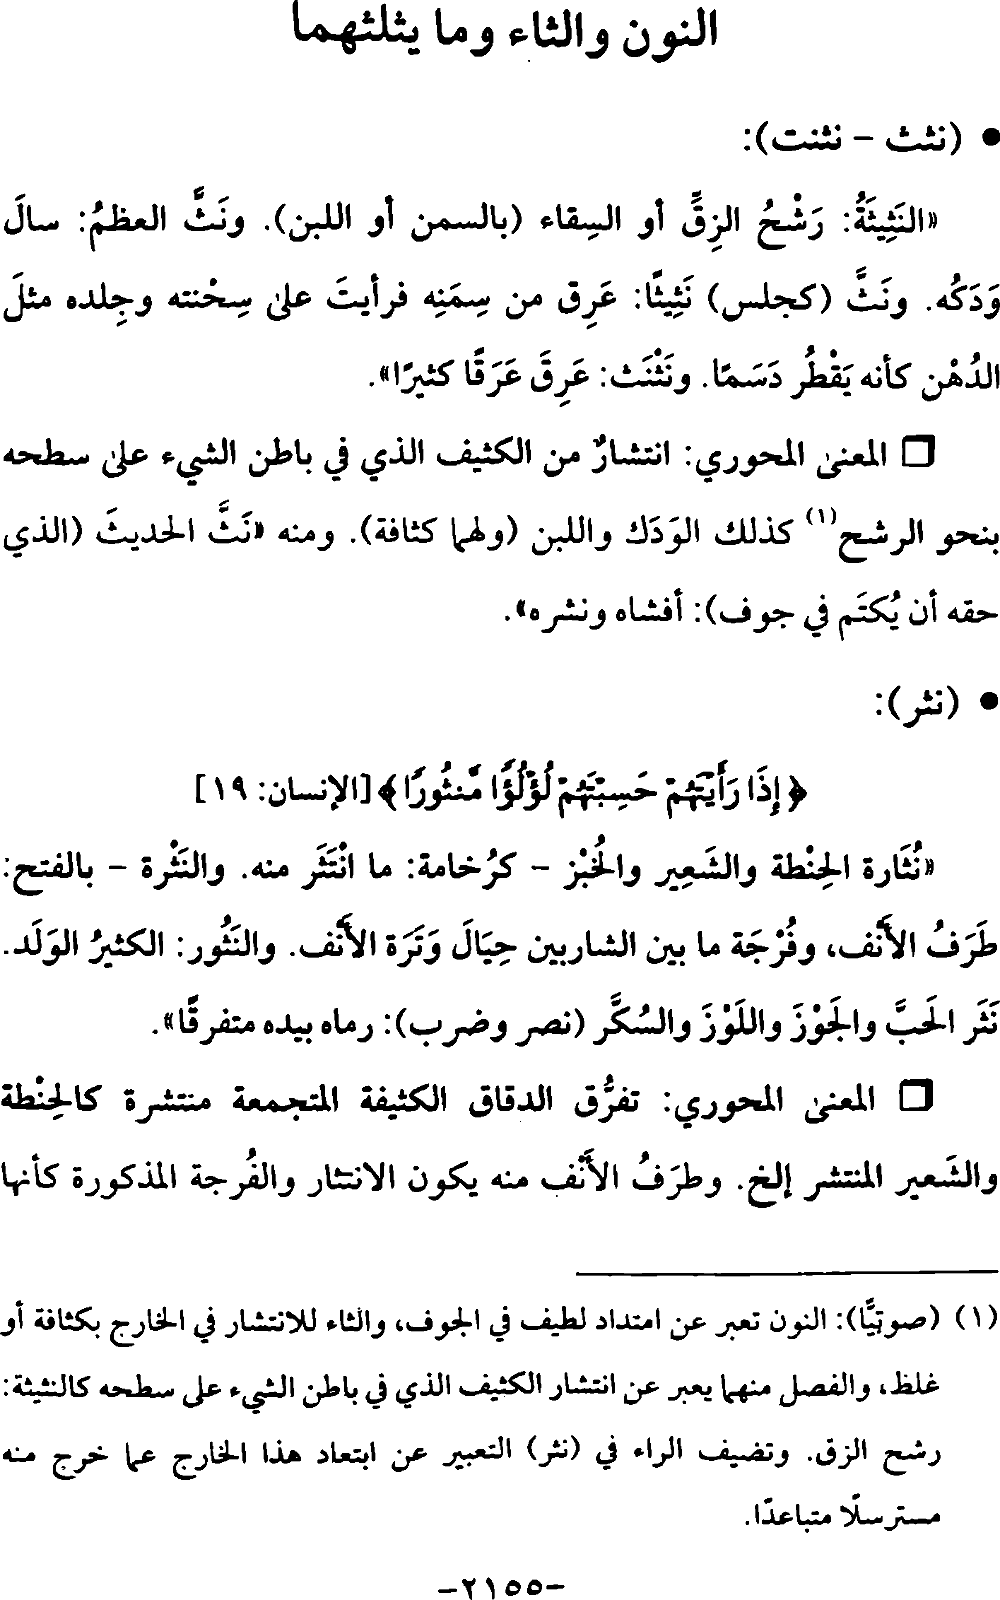 النون والثاء وما يثلثهما
• (نثث - نثنث):
«النَثِيثَةُ: رَشْحُ الزِقِّ أو السِقاء (بالسمن أو اللبن). ونَثَّ العظمُ: سالَ
وَدَكُه. ونَثَّ (كجلس) نَثِيثًا: عَرِق من سِمَنِه فرأيتَ علىٰ سِحْنته وجِلده مثلَ
الدُهْن كأنه يَقْطُر دَسَمًا. ونَثْنَث: عَرِقَ عَرَقًا كثيرًا».
❒ المعنىٰ المحوري: انتشارٌ من الكثيف الذي في باطن الشيء علىٰ سطحه
بنحو الرشح(١) كذلك الوَدَك واللبن (ولهما كثافة). ومنه «نَثَّ الحديثَ (الذي
حقه أن يُكتَم في جوف): أفشاه ونشره».
• (نثر):
﴿إِذَا رَأَيْتَهُمْ حَسِبْتَهُمْ لُؤْلُؤًا مَّنثُورًا﴾ [الإنسان: ١٩]
«نُثَارة الحِنْطة والشَعِير والخُبْز - كرُخامة: ما انْتَثَر منه. والنَثْرة - بالفتح:
طَرَفُ الأَنْف، وفُرْجَة ما بين الشاربين حِيَالَ وَتَرَة الأَنْف. والنَثُور: الكثيرُ الوَلَد.
نَثَر الحَبَّ والجَوْزَ واللَوْزَ والسُكَّر (نصر وضرب): رماه بيده متفرقًا».
❒ المعنىٰ المحوري: تفرُّق الدقاق الكثيفة المتجمعة منتشرة كالحِنْطة
والشَعير المنتشر إلخ. وطرَفُ الأَنْف منه يكون الانتثار والفُرجة المذكورة كأنها
(١) (صوتيًّا): النون تعبر عن امتداد لطيف في الجوف، والثاء للانتشار في الخارج بكثافة أو
غلظ، والفصل منهما يعبر عن انتشار الكثيف الذي في باطن الشيء على سطحه كالنثيثة:
رشح الزق. وتضيف الراء في (نثر) التعبير عن ابتعاد هذا الخارج عما خرج منه
مسترسلًا متباعدًا.
-٢١٥٥-